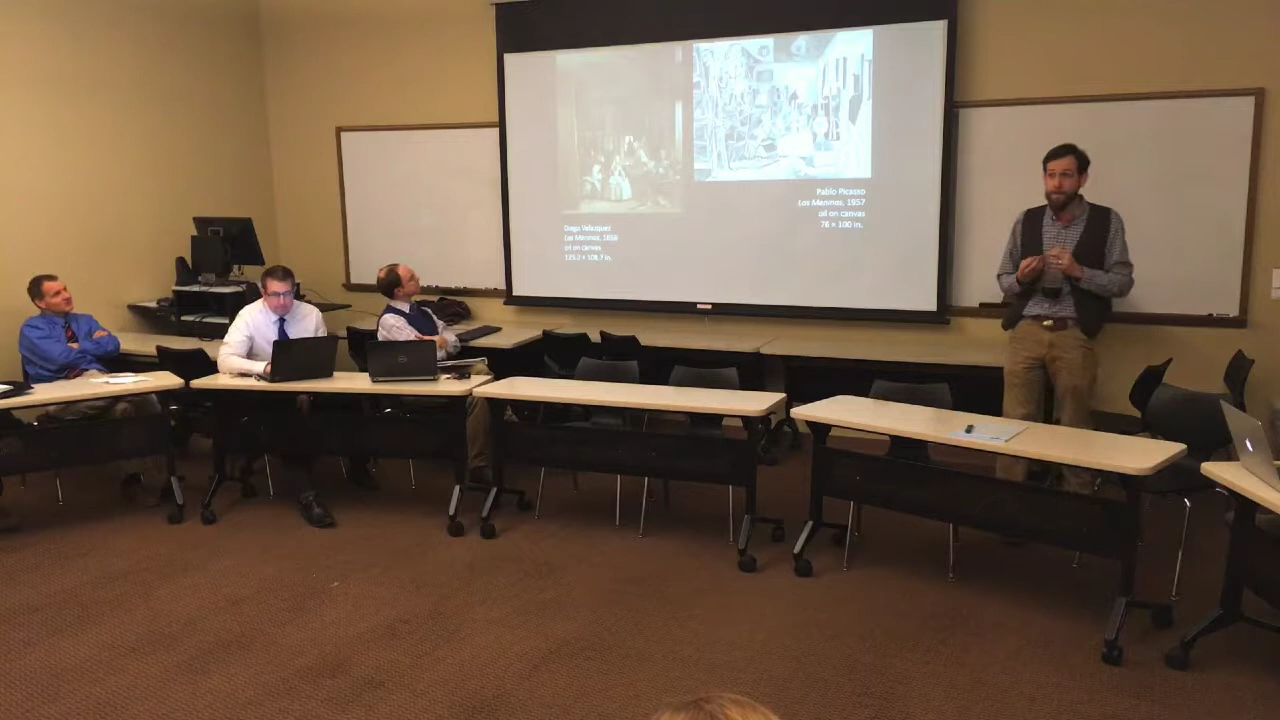 Diego Velazquez
Las Meninas, 1656
oil on canvas
125.2 × 108.7 in.
Pablo Picasso
Las Meninas, 1957
oil on canvas
76 × 100 in.